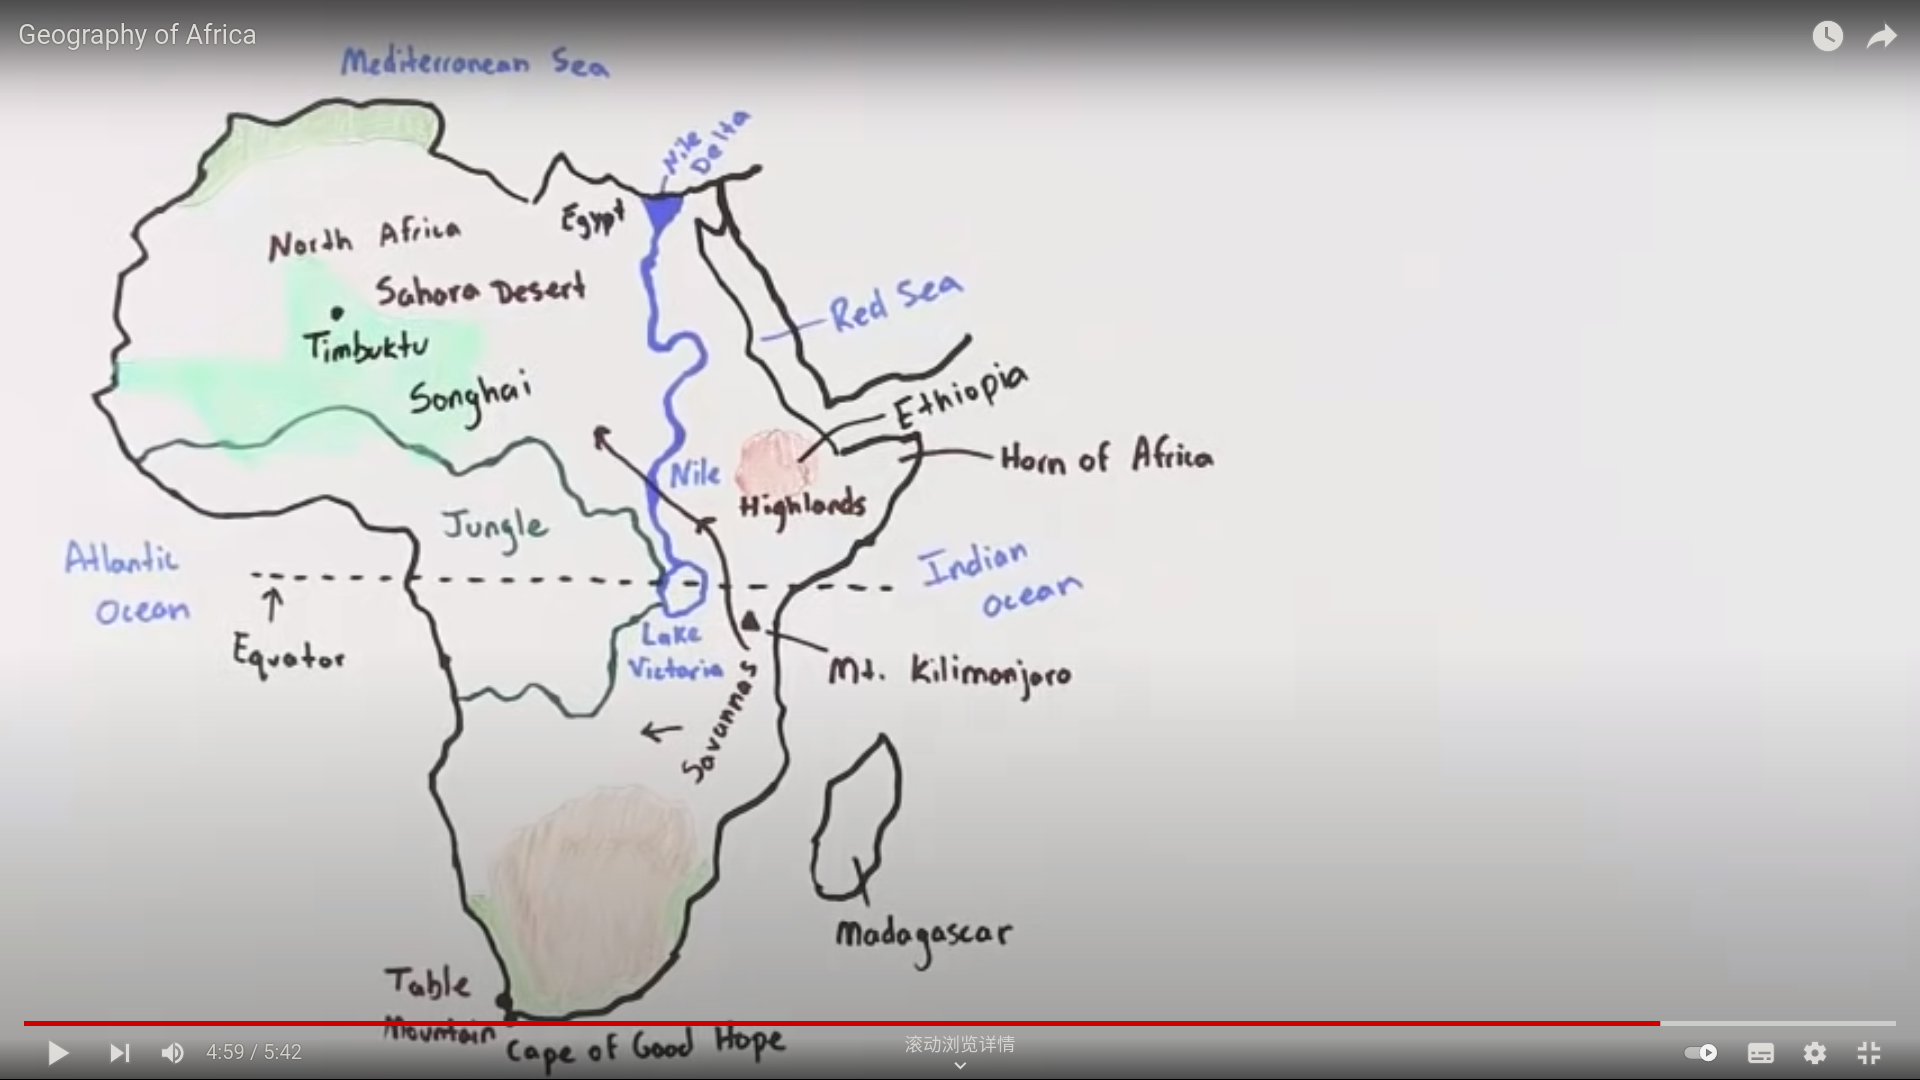 Geography of Africa
Mediterranean Sea
Nile
Delta
Egypt
North Africa
Sahara Desert
Red Sea
Timbuktu
Songhai
Ethiopia
Horn of Africa
Nile
Highlands
Jungle
Atlantic
Ocean
Indian
Ocean
Equator
Lake
Victoria
Mt. Kilimanjaro
Savannas
Madagascar
Table
Mountain
Cape of Good Hope
4:59 / 5:42
滚动浏览详情